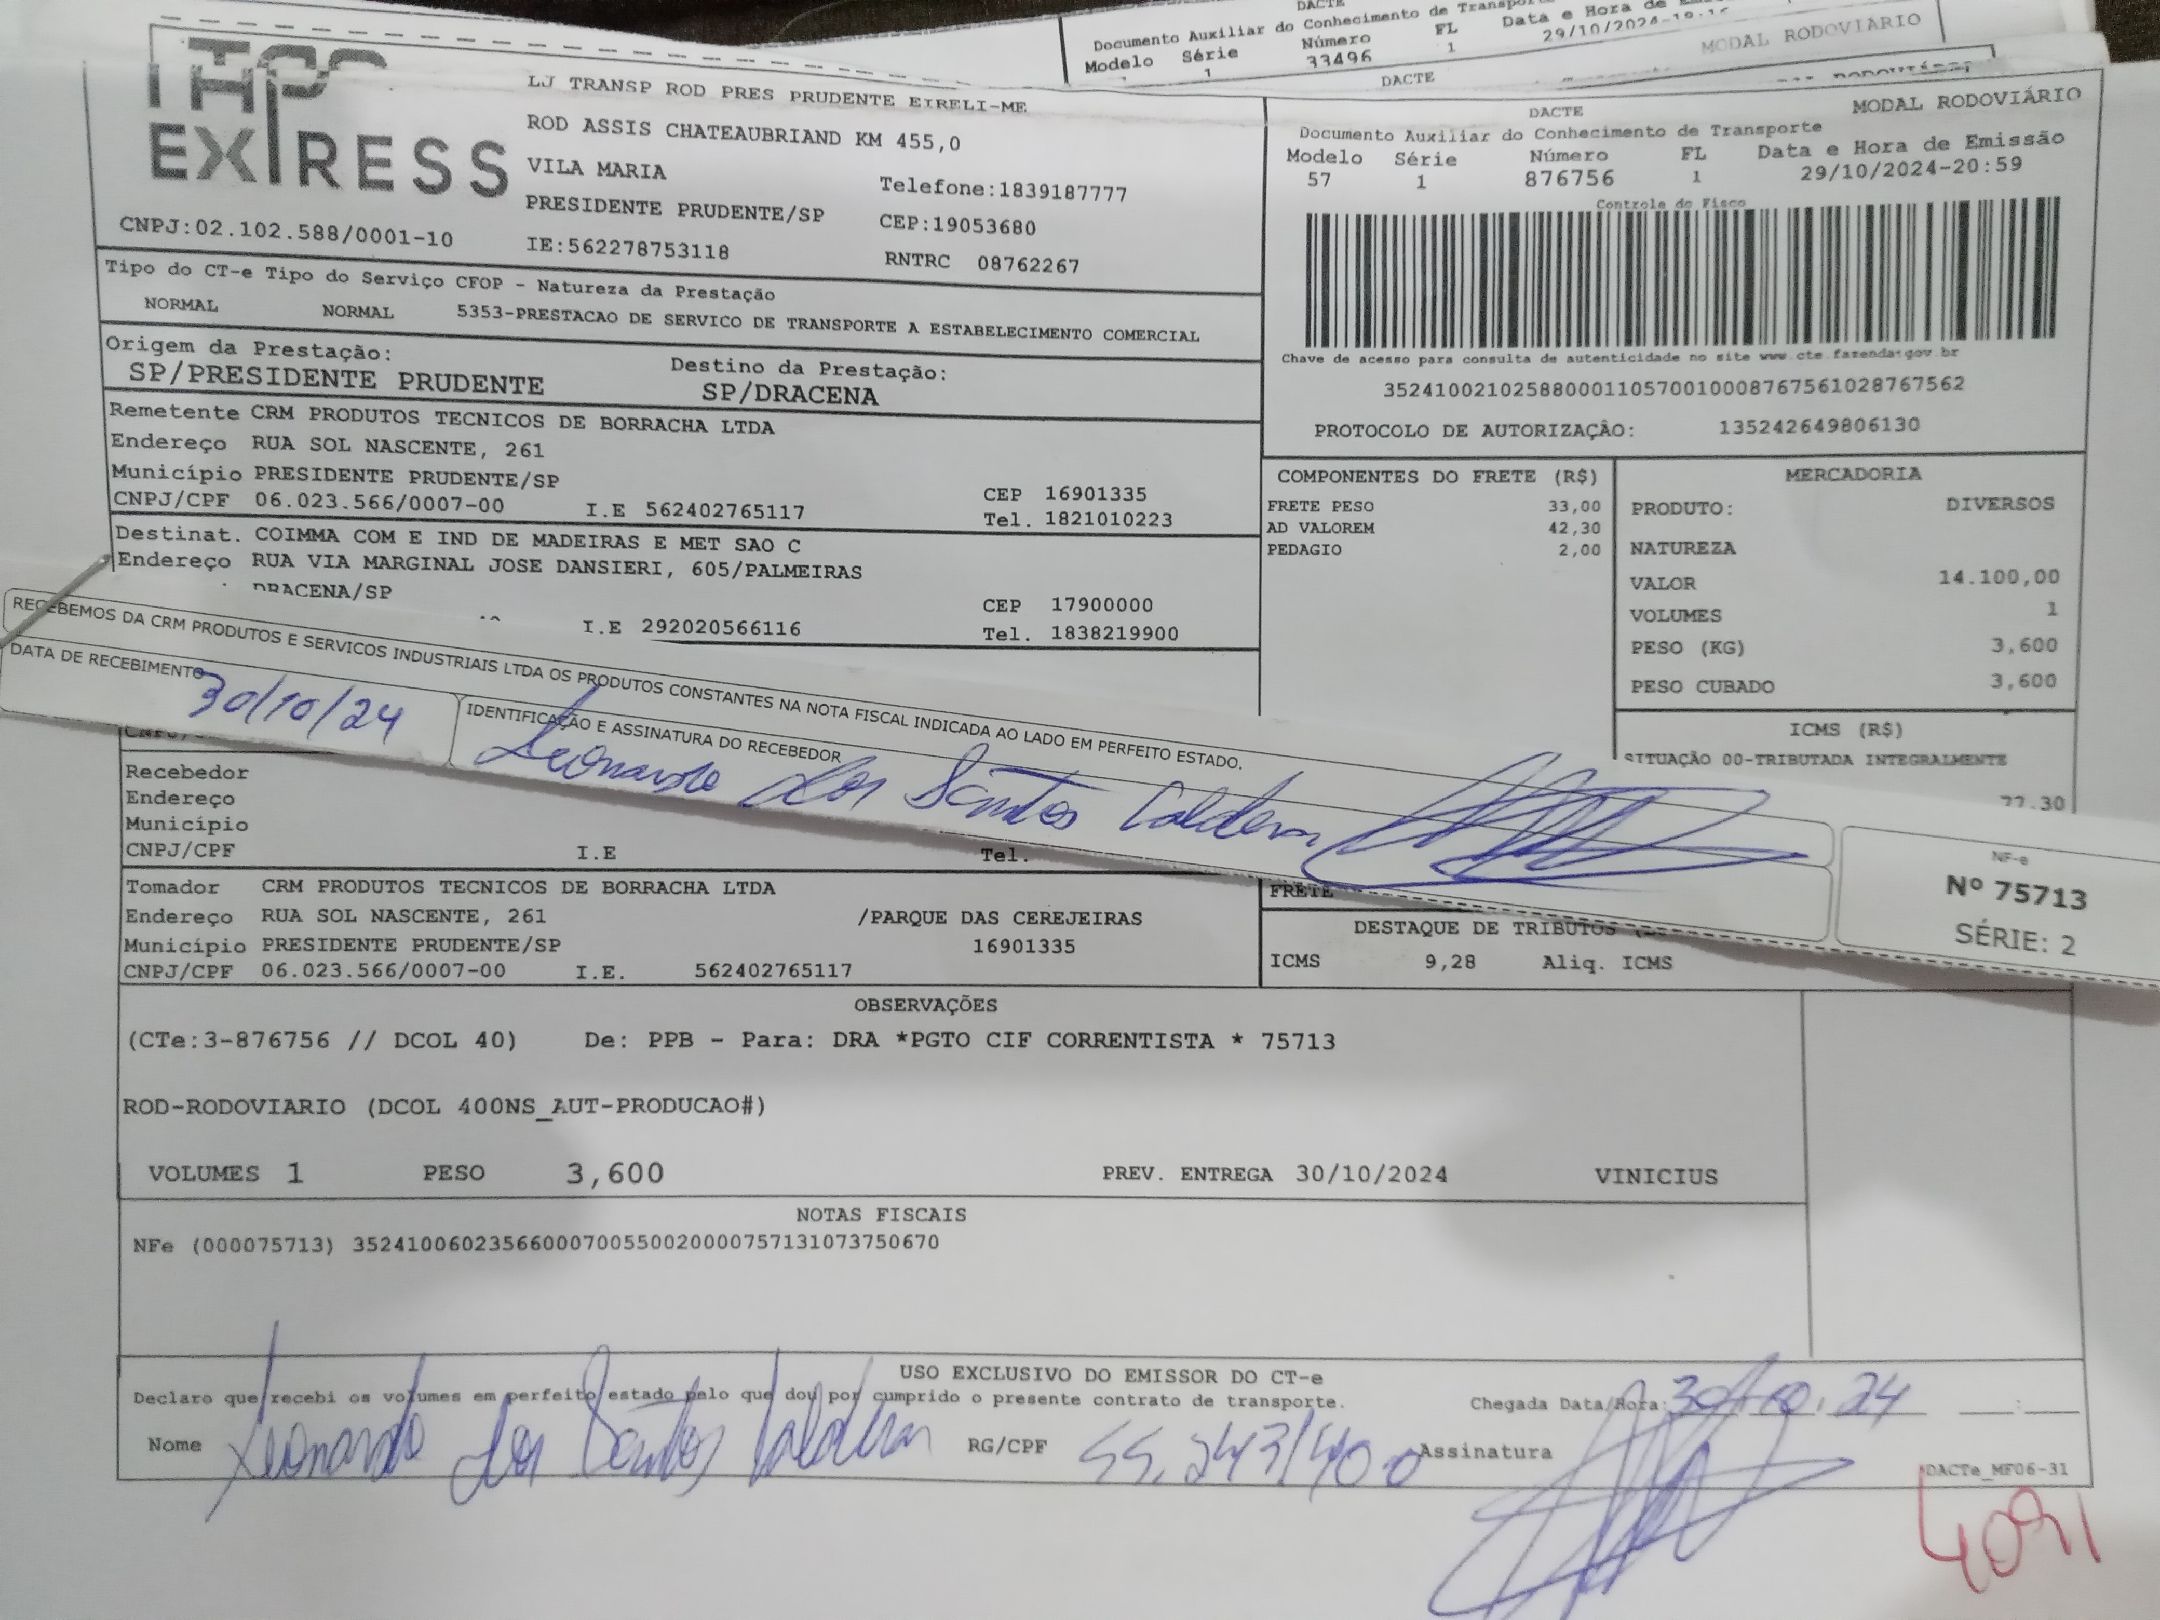 DACTE
Documento Auxiliar do Conhecimento de
Modelo Série Número FL Data e Hora de
1 33496 1 29/10/2024
MODAL RODOVIÁRIO
DACTE
EXPRESS
LJ TRANSP ROD PRES PRUDENTE EIRELI-ME
ROD ASSIS CHATEAUBRIAND KM 455,0
VILA MARIA
Telefone:1839187777
PRESIDENTE PRUDENTE/SP
CEP:19053680
CNPJ:02.102.588/0001-10
IE:562278753118
RNTRC 08762267
DACTE MODAL RODOVIÁRIO
Documento Auxiliar do Conhecimento de Transporte
Modelo Série Número FL Data e Hora de Emissão
57 1 876756 1 29/10/2024-20:59
Controle do Fisco
Chave de acesso para consulta de autenticidade no site www.cte.fazenda.gov.br
35241002102588000110570010008767561028767562
PROTOCOLO DE AUTORIZAÇÃO: 135242649806130
Tipo do CT-e Tipo do Serviço CFOP - Natureza da Prestação
NORMAL NORMAL 5353-PRESTACAO DE SERVICO DE TRANSPORTE A ESTABELECIMENTO COMERCIAL
Origem da Prestação: Destino da Prestação:
SP/PRESIDENTE PRUDENTE SP/DRACENA
Remetente CRM PRODUTOS TECNICOS DE BORRACHA LTDA
Endereço RUA SOL NASCENTE, 261
Município PRESIDENTE PRUDENTE/SP CEP 16901335
CNPJ/CPF 06.023.566/0007-00 I.E 562402765117 Tel. 1821010223
Destinat. COIMMA COM E IND DE MADEIRAS E MET SAO C
Endereço RUA VIA MARGINAL JOSE DANSIERI, 605/PALMEIRAS
DRACENA/SP CEP 17900000
I.E 292020566116 Tel. 1838219900
COMPONENTES DO FRETE (R$)
FRETE PESO 33,00
AD VALOREM 42,30
PEDAGIO 2,00
MERCADORIA
PRODUTO: DIVERSOS
NATUREZA
VALOR 14.100,00
VOLUMES 1
PESO (KG) 3,600
PESO CUBADO 3,600
ICMS (R$)
SITUAÇÃO 00-TRIBUTADA INTEGRALMENTE
77,30
RECEBEMOS DA CRM PRODUTOS E SERVICOS INDUSTRIAIS LTDA OS PRODUTOS CONSTANTES NA NOTA FISCAL INDICADA AO LADO EM PERFEITO ESTADO.
DATA DE RECEBIMENTO
30/10/24
IDENTIFICAÇÃO E ASSINATURA DO RECEBEDOR
Leonardo dos Santos Caldeira
NF-e
Nº 75713
SÉRIE: 2
Recebedor
Endereço
Município
CNPJ/CPF I.E Tel.
Tomador CRM PRODUTOS TECNICOS DE BORRACHA LTDA
Endereço RUA SOL NASCENTE, 261 /PARQUE DAS CEREJEIRAS
Município PRESIDENTE PRUDENTE/SP 16901335
CNPJ/CPF 06.023.566/0007-00 I.E. 562402765117
FRETE
DESTAQUE DE TRIBUTOS
ICMS 9,28 Aliq. ICMS
OBSERVAÇÕES
(CTe:3-876756 // DCOL 40) De: PPB - Para: DRA *PGTO CIF CORRENTISTA * 75713
ROD-RODOVIARIO (DCOL 400NS_AUT-PRODUCAO#)
VOLUMES 1 PESO 3,600 PREV. ENTREGA 30/10/2024 VINICIUS
NOTAS FISCAIS
NFe (000075713) 35241006023566000700550020000757131073750670
USO EXCLUSIVO DO EMISSOR DO CT-e
Declaro que recebi os volumes em perfeito estado pelo que dou por cumprido o presente contrato de transporte.
Chegada Data/Hora: 30/10.24 __:__
Nome Leonardo dos Santos Caldeira RG/CPF Assinatura
DACTe_MF06-31